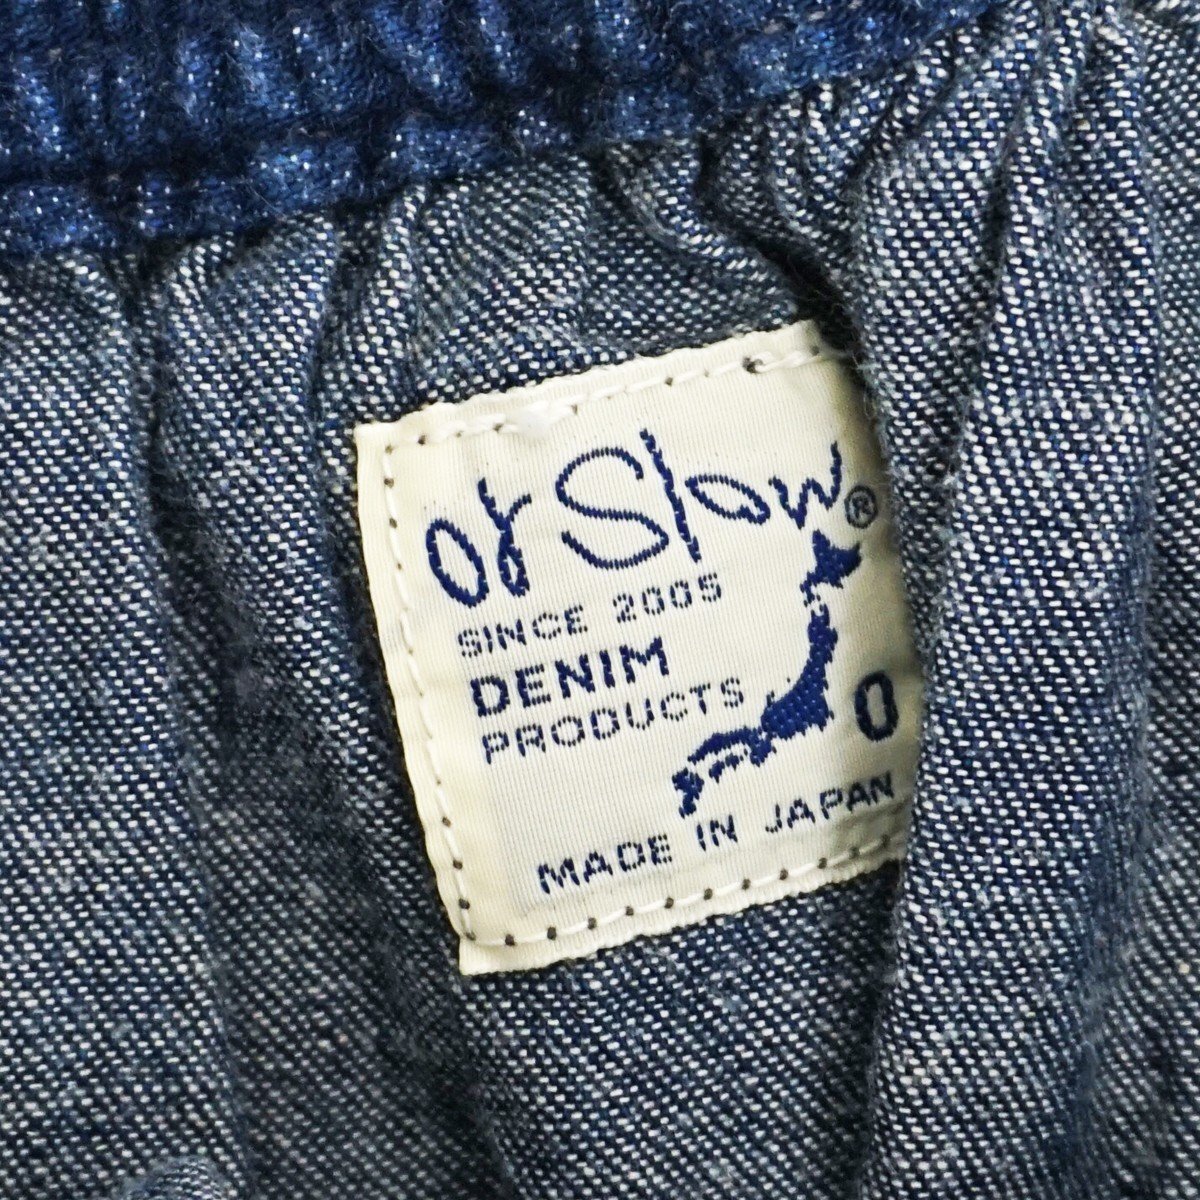 orSlow®
SINCE 2005
DENIM
PRODUCTS
0
MADE IN JAPAN